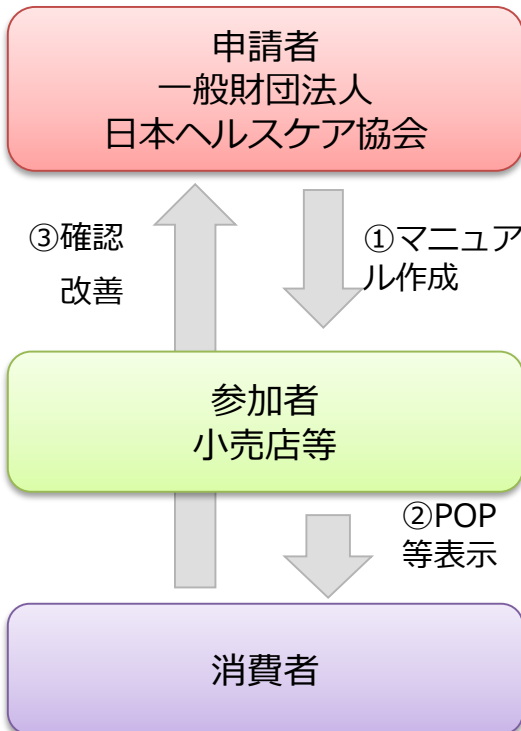 申請者
一般財団法人
日本ヘルスケア協会
③確認
改善
①マニュア
ル作成
参加者
小売店等
②POP
等表示
消費者